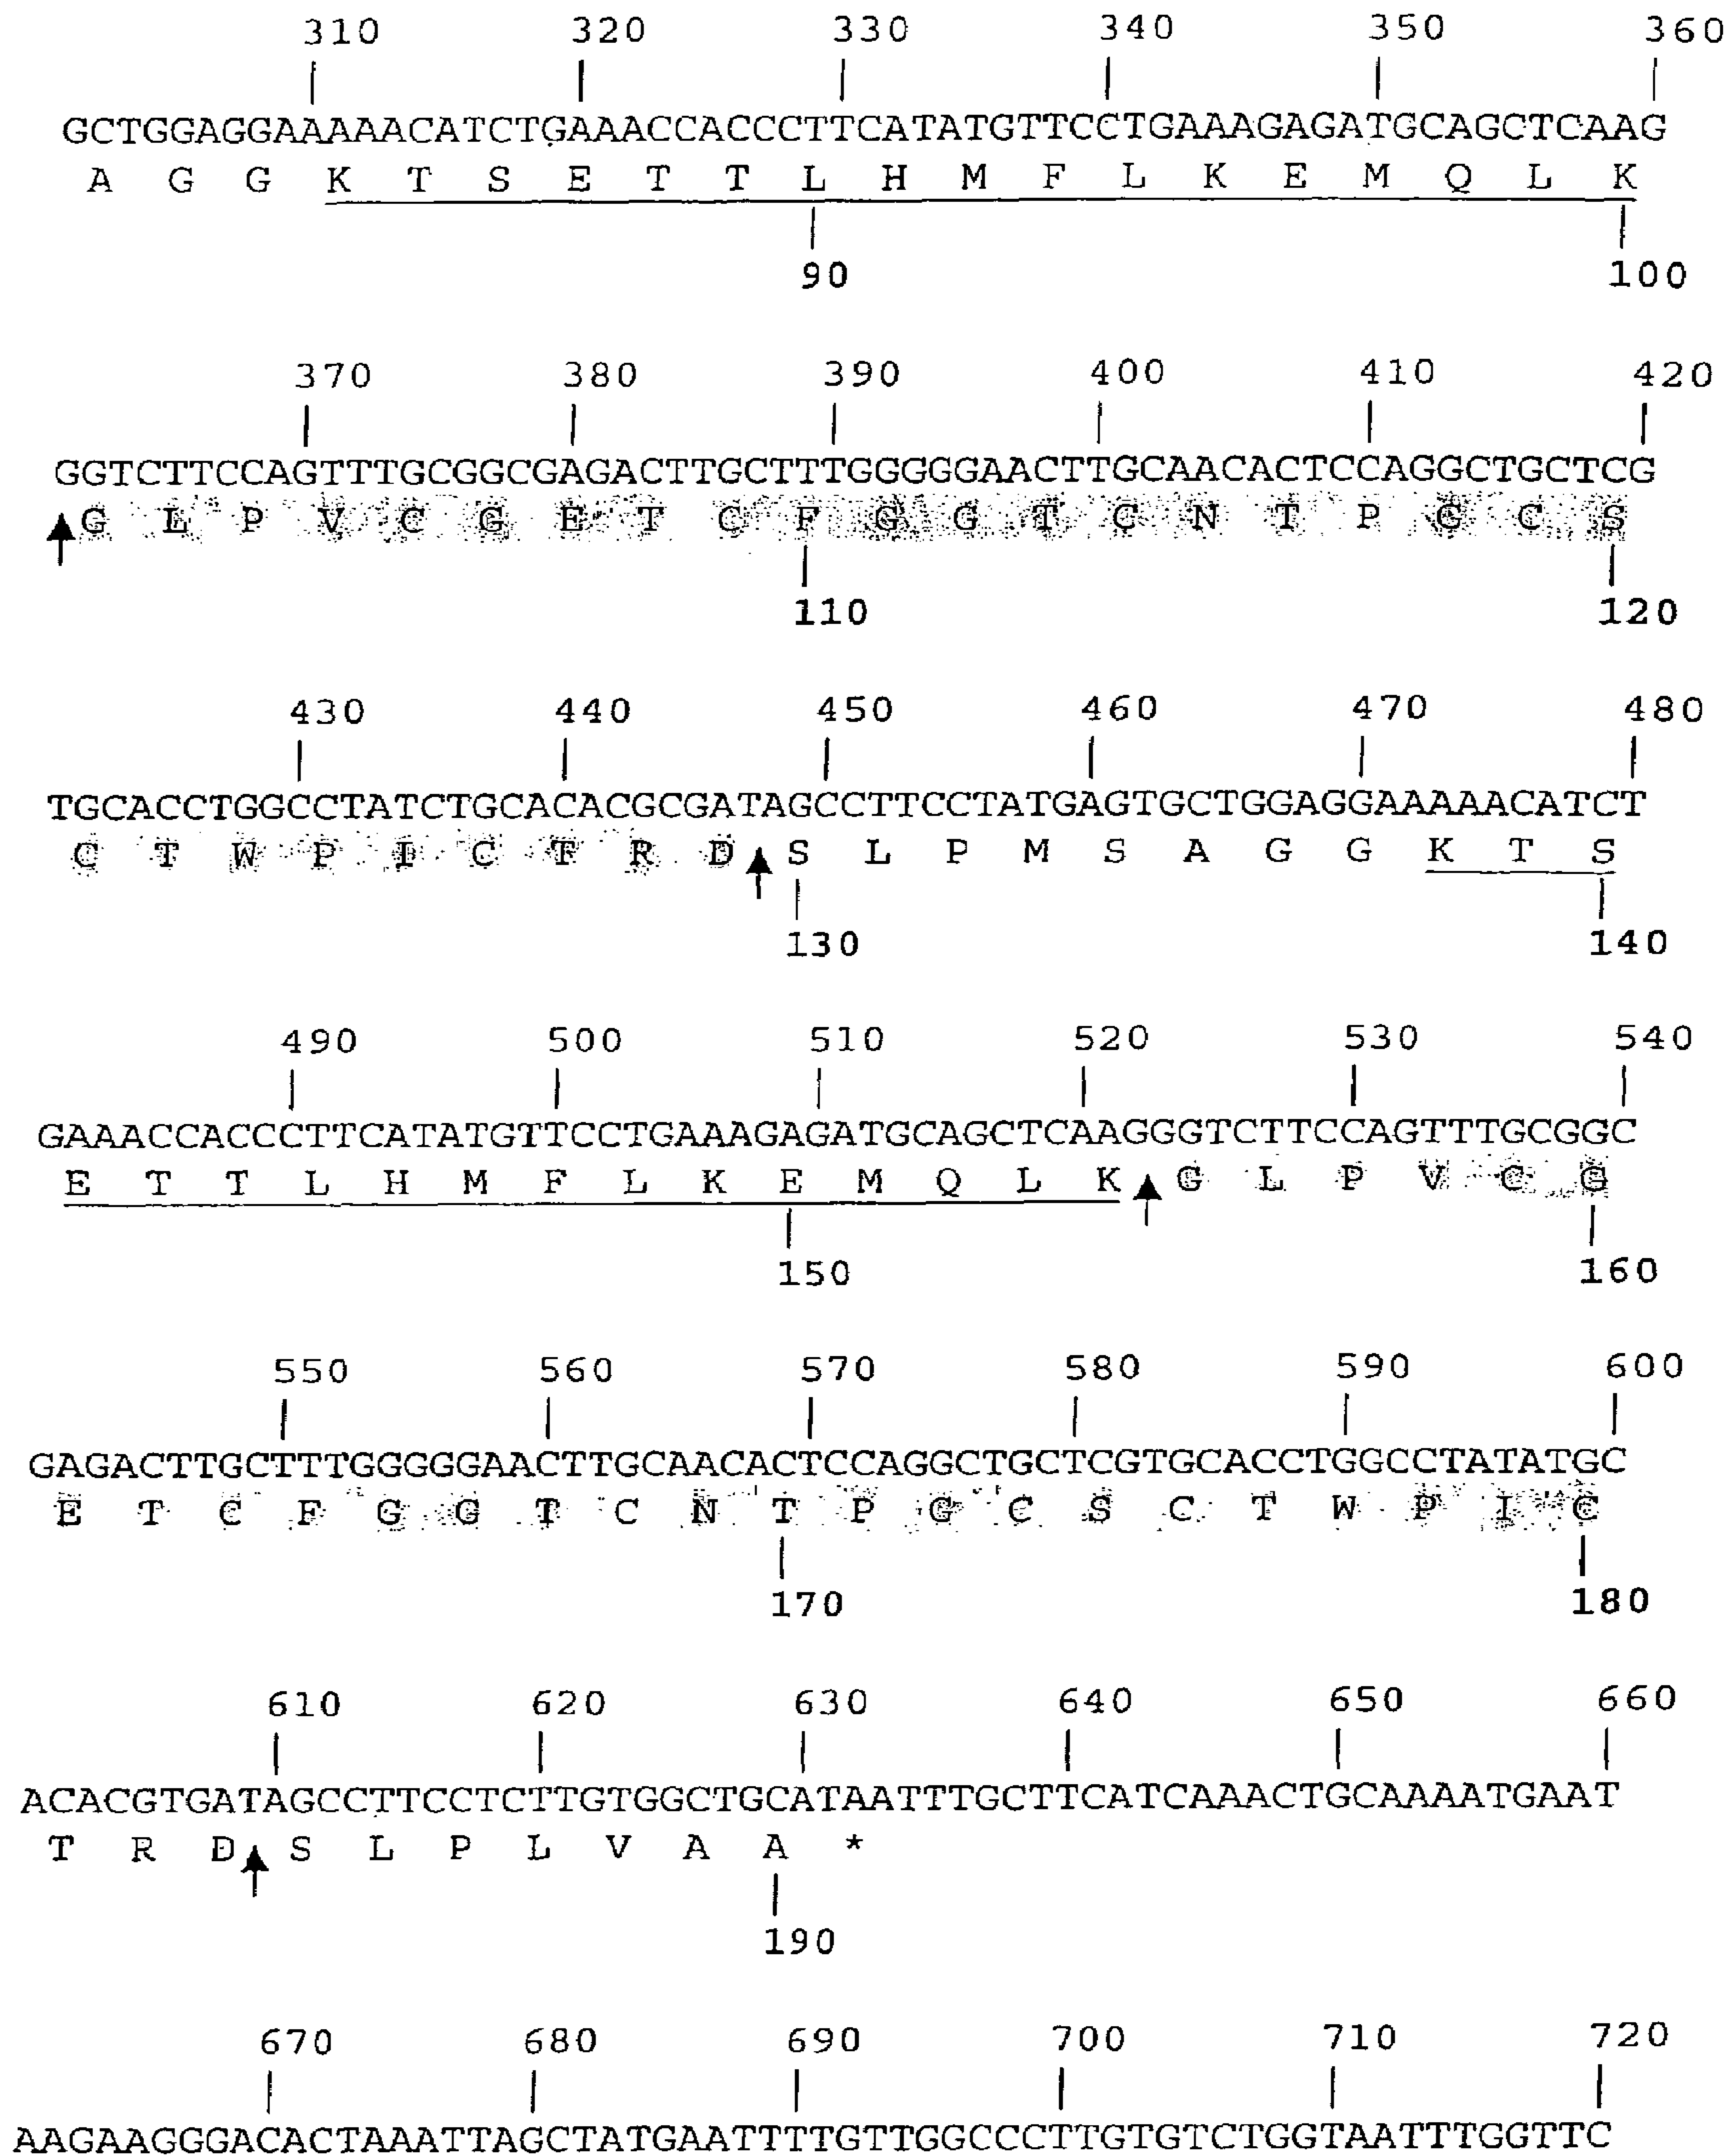 310 320 330 340 350 360
GCTGGAGGAAAAACATCTGAAACCACCCTTCATATGTTCCTGAAAGAGATGCAGCTCAAG
A G G K T S E T T L H M F L K E M Q L K
90 100
370 380 390 400 410 420
GGTCTTCCAGTTTGCGGCGAGACTTGCTTTGGGGGAACTTGCAACACTCCAGGCTGCTCG
G L P V C G E T C F G G T C N T P G C S
110 120
430 440 450 460 470 480
TGCACCTGGCCTATCTGCACACGCGATAGCCTTCCTATGAGTGCTGGAGGAAAAACATCT
C T W P I C T R D S L P M S A G G K T S
130 140
490 500 510 520 530 540
GAAACCACCCTTCATATGTTCCTGAAAGAGATGCAGCTCAAGGGTCTTCCAGTTTGCGGC
E T T L H M F L K E M Q L K G L P V C G
150 160
550 560 570 580 590 600
GAGACTTGCTTTGGGGGAACTTGCAACACTCCAGGCTGCTCGTGCACCTGGCCTATATGC
E T C F G G T C N T P G C S C T W P I C
170 180
610 620 630 640 650 660
ACACGTGATAGCCTTCCTCTTGTGGCTGCATAATTTGCTTCATCAAACTGCAAAATGAAT
T R D S L P L V A A *
190
670 680 690 700 710 720
AAGAAGGGACACTAAATTAGCTATGAATTTTGTTGGCCCTTGTGTCTGGTAATTTGGTTC